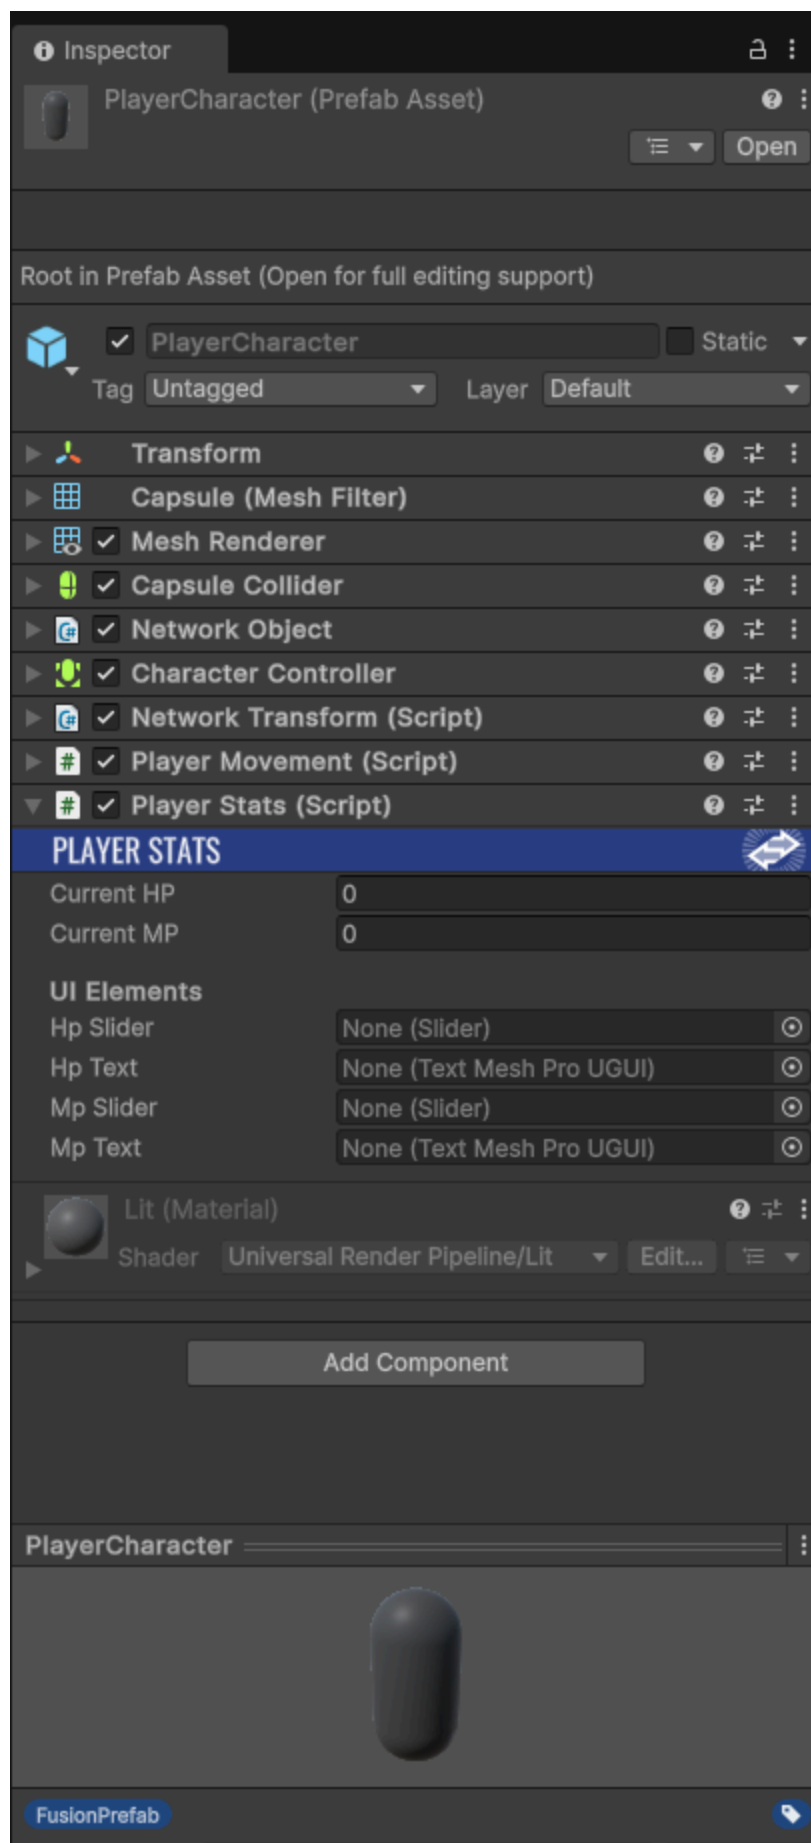 Inspector
PlayerCharacter (Prefab Asset)
Open
Root in Prefab Asset (Open for full editing support)
PlayerCharacter Static
Tag Untagged Layer Default
Transform
Capsule (Mesh Filter)
Mesh Renderer
Capsule Collider
Network Object
Character Controller
Network Transform (Script)
Player Movement (Script)
Player Stats (Script)
PLAYER STATS
Current HP 0
Current MP 0
UI Elements
Hp Slider None (Slider)
Hp Text None (Text Mesh Pro UGUI)
Mp Slider None (Slider)
Mp Text None (Text Mesh Pro UGUI)
Lit (Material)
Shader Universal Render Pipeline/Lit Edit...
Add Component
PlayerCharacter
FusionPrefab